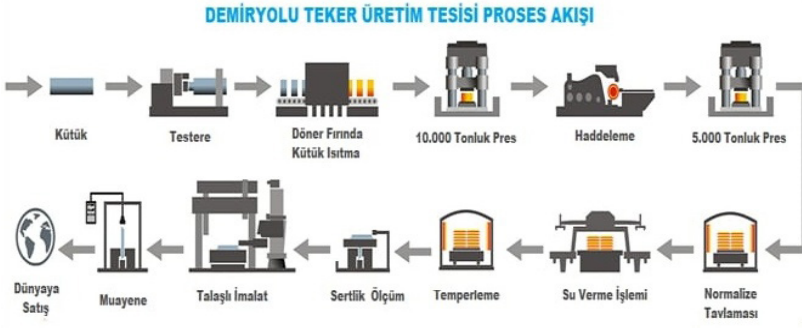 DEMİRYOLU TEKER ÜRETİM TESİSİ PROSES AKIŞI
Kütük
Testere
Döner Fırında
Kütük Isıtma
10.000 Tonluk Pres
Haddeleme
5.000 Tonluk Pres
Dünyaya
Satış
Muayene
Talaşlı İmalat
Sertlik Ölçüm
Temperleme
Su Verme İşlemi
Normalize
Tavlaması